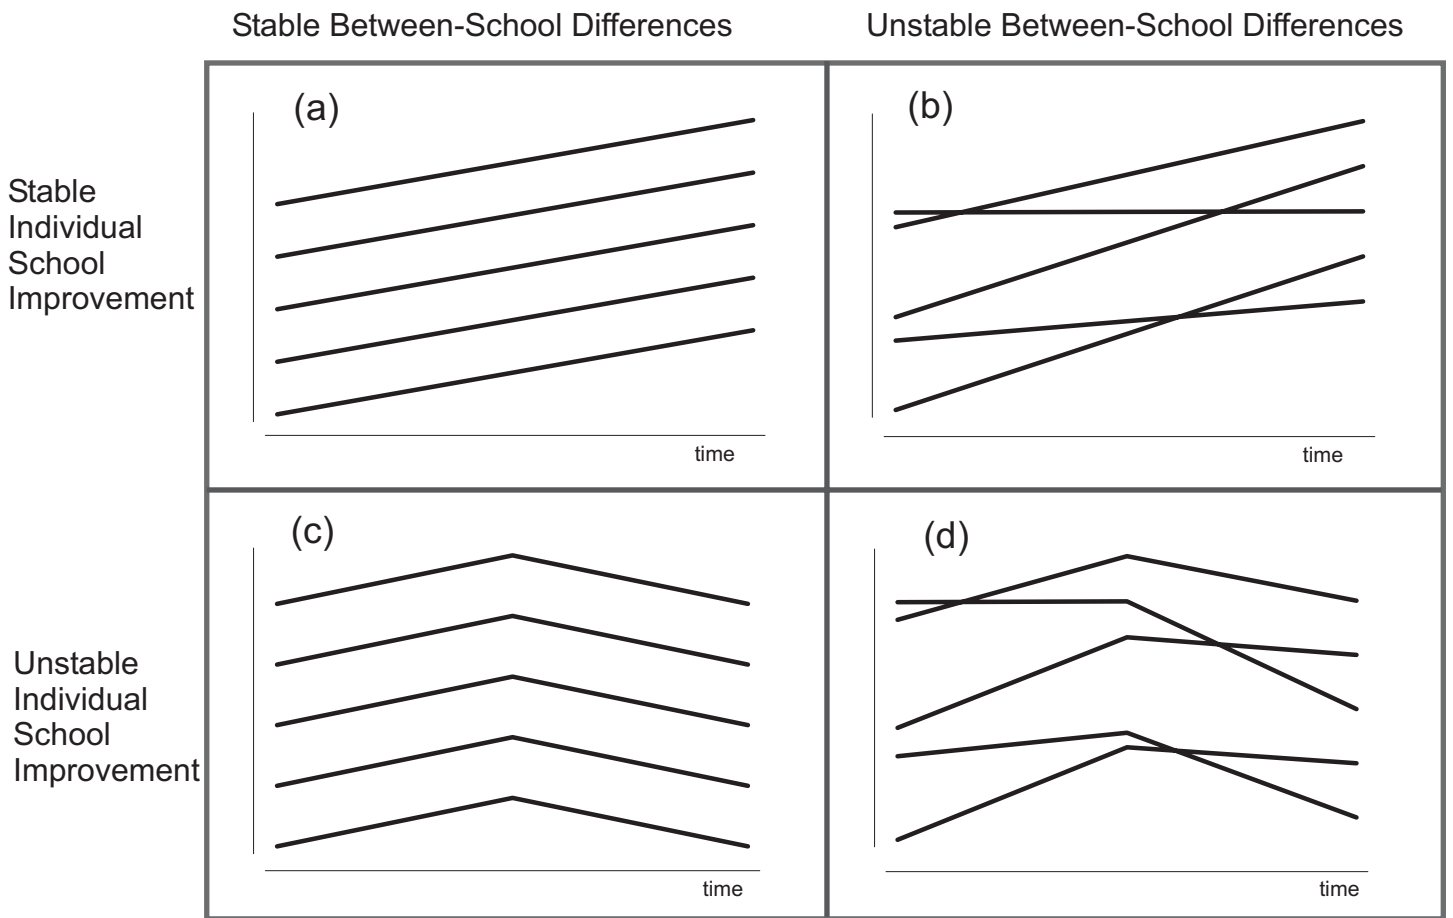 Stable Between-School Differences
Unstable Between-School Differences
Stable
Individual
School
Improvement
(a)
time
(b)
time
Unstable
Individual
School
Improvement
(c)
time
(d)
time